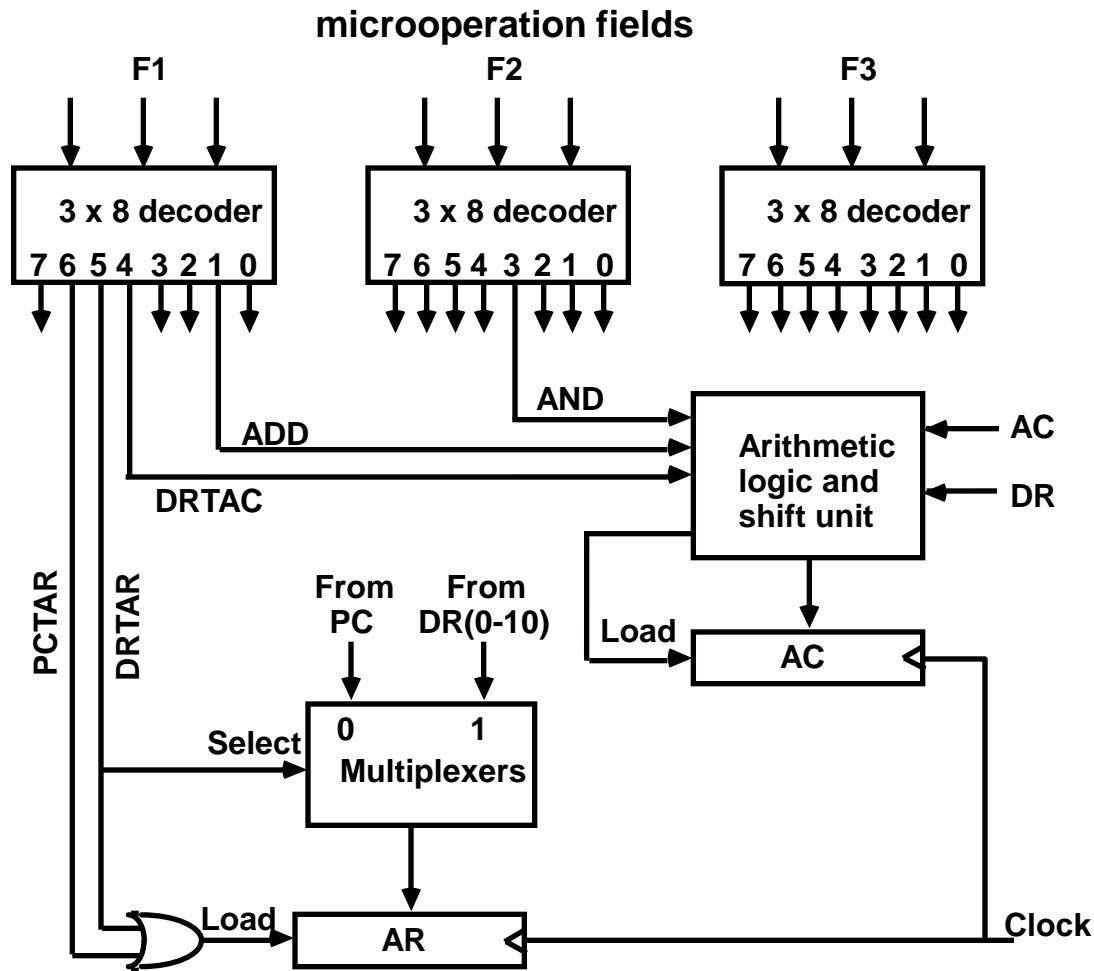 microoperation fields
F1
F2
F3
3 x 8 decoder
7 6 5 4 3 2 1 0
3 x 8 decoder
7 6 5 4 3 2 1 0
3 x 8 decoder
7 6 5 4 3 2 1 0
AND
ADD
DRTAC
Arithmetic
logic and
shift unit
AC
DR
PCTAR
DRTAR
From
PC
From
DR(0-10)
Load
AC
Select
0 1
Multiplexers
Load
AR
Clock